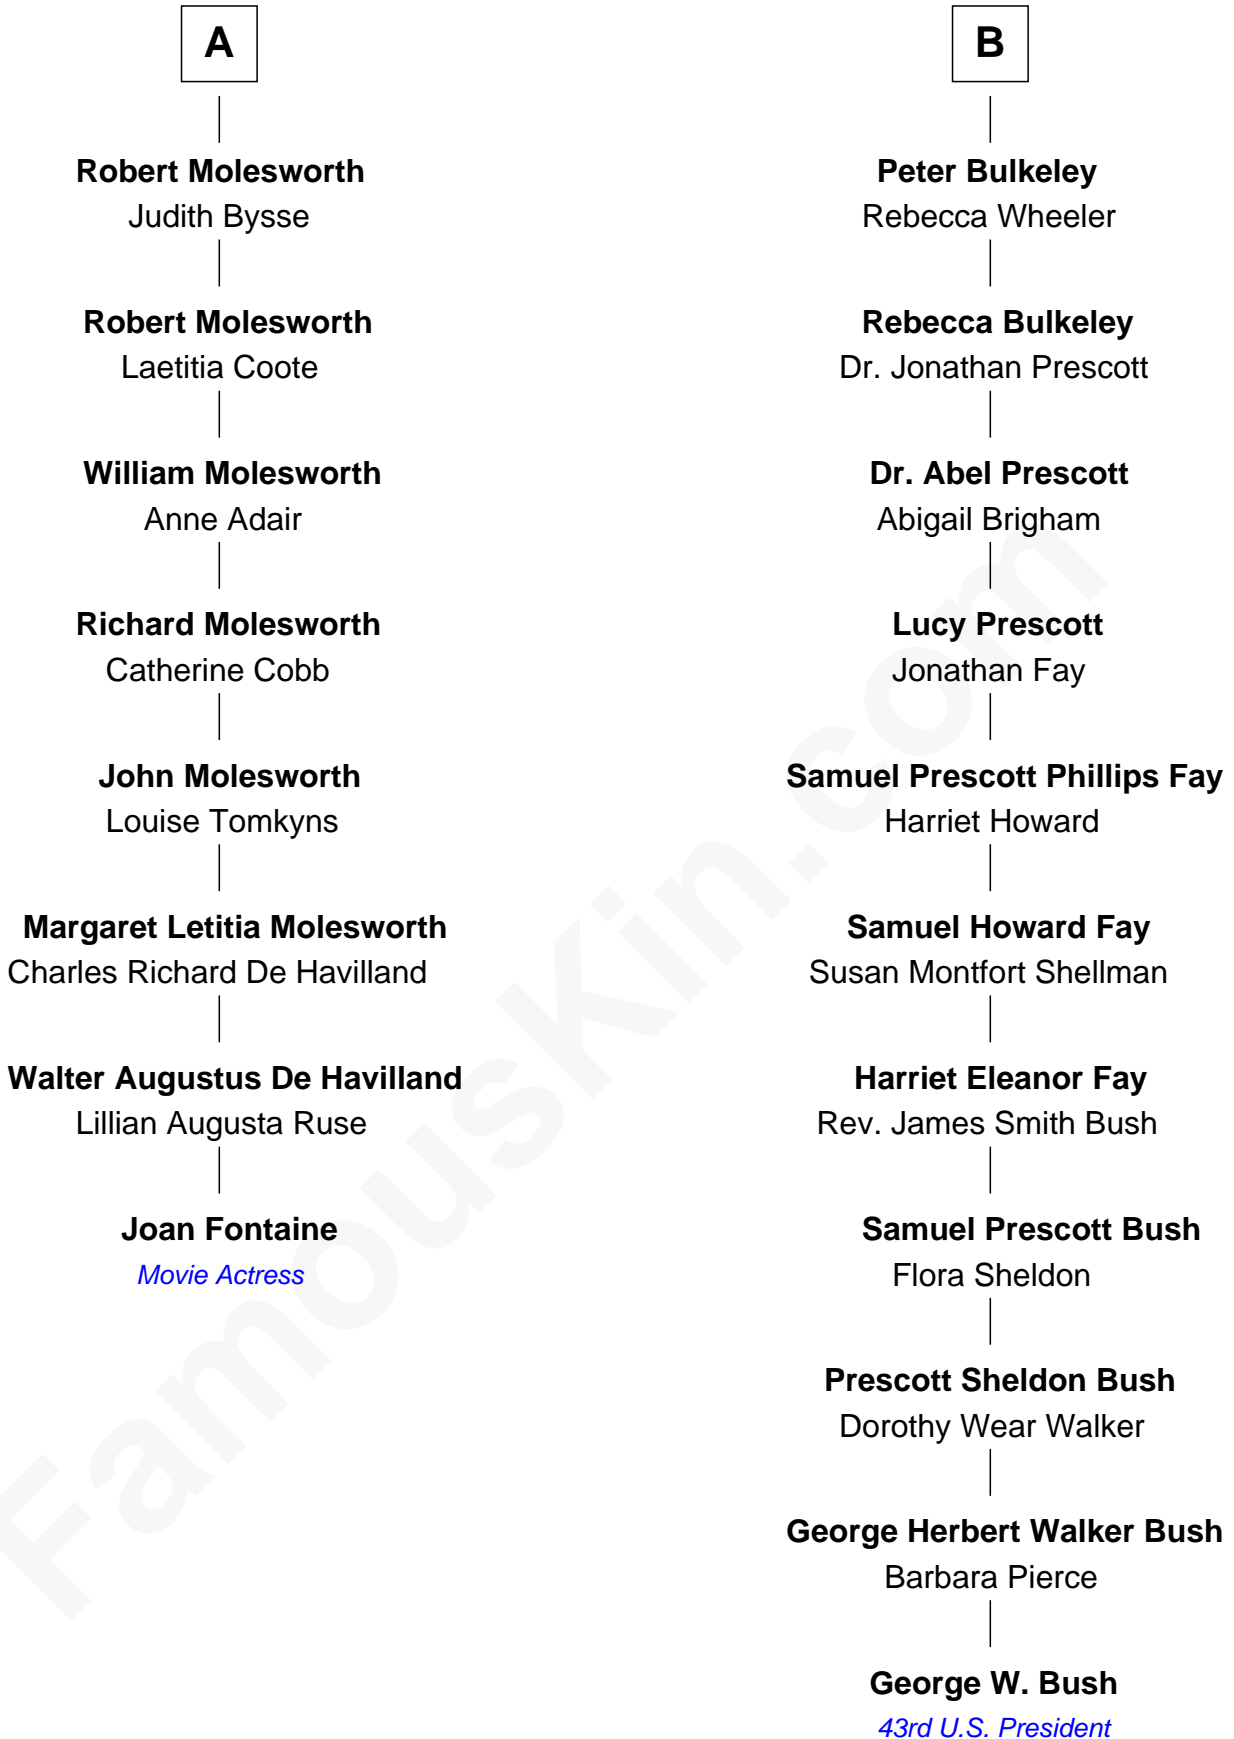 A
Robert Molesworth
Judith Bysse
Robert Molesworth
Laetitia Coote
William Molesworth
Anne Adair
Richard Molesworth
Catherine Cobb
John Molesworth
Louise Tomkyns
Margaret Letitia Molesworth
Charles Richard De Havilland
Walter Augustus De Havilland
Lillian Augusta Ruse
Joan Fontaine
Movie Actress
B
Peter Bulkeley
Rebecca Wheeler
Rebecca Bulkeley
Dr. Jonathan Prescott
Dr. Abel Prescott
Abigail Brigham
Lucy Prescott
Jonathan Fay
Samuel Prescott Phillips Fay
Harriet Howard
Samuel Howard Fay
Susan Montfort Shellman
Harriet Eleanor Fay
Rev. James Smith Bush
Samuel Prescott Bush
Flora Sheldon
Prescott Sheldon Bush
Dorothy Wear Walker
George Herbert Walker Bush
Barbara Pierce
George W. Bush
43rd U.S. President
FamousKin.com